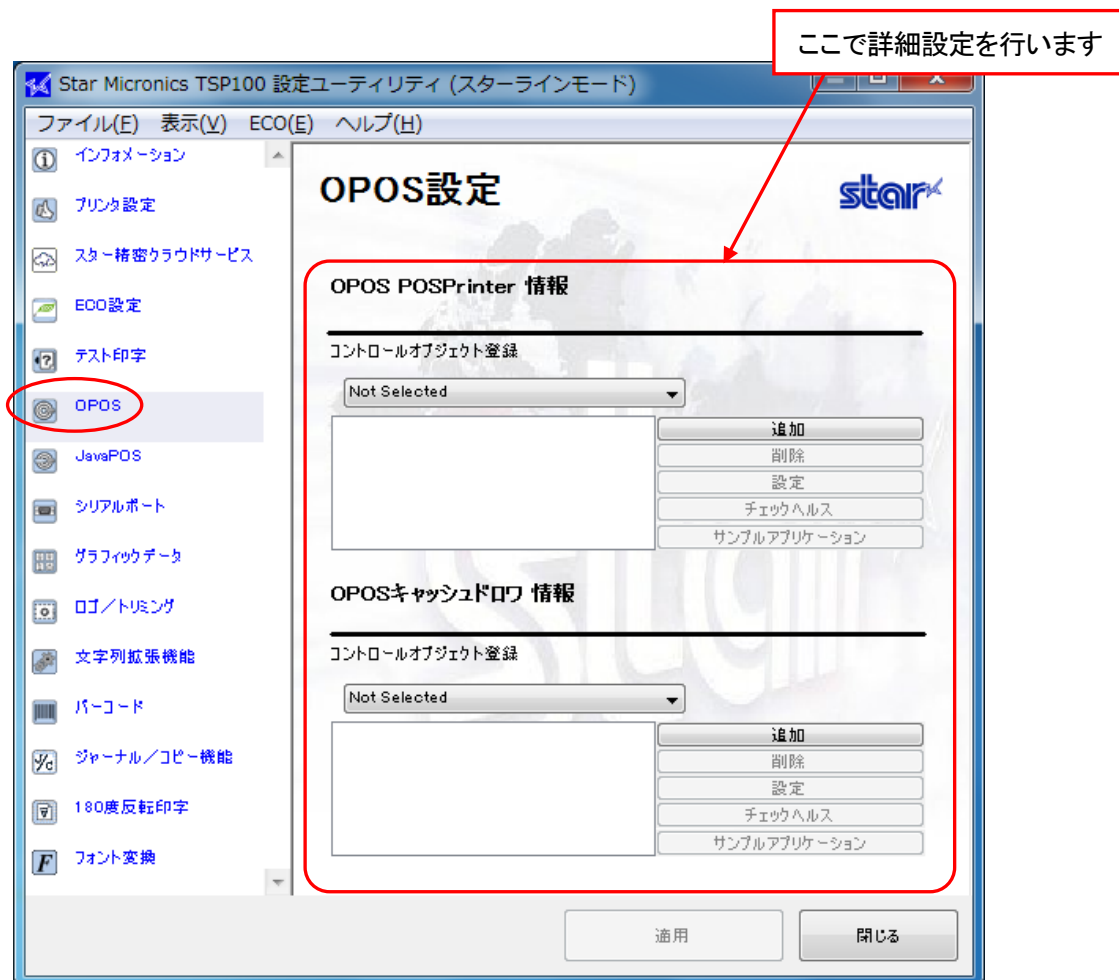 ここで詳細設定を行います
Star Micronics TSP100 設定ユーティリティ (スターラインモード)
ファイル(F) 表示(V) ECO(E) ヘルプ(H)
インフォメーション
プリンタ設定
スター精密クラウドサービス
ECO設定
テスト印字
OPOS
JavaPOS
シリアルポート
グラフィックデータ
ロゴ／トリミング
文字列拡張機能
バーコード
ジャーナル／コピー機能
180度反転印字
フォント変換
OPOS設定
star
OPOS POSPrinter 情報
コントロールオブジェクト登録
Not Selected
追加
削除
設定
チェックヘルス
サンプルアプリケーション
OPOSキャッシュドロワ 情報
コントロールオブジェクト登録
Not Selected
追加
削除
設定
チェックヘルス
サンプルアプリケーション
適用
閉じる